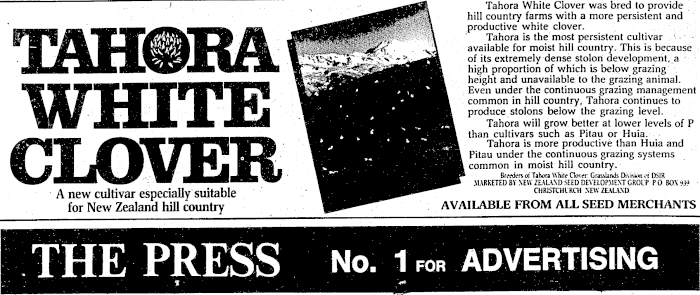 TAHORA
WHITE
CLOVER
A new cultivar especially suitable
for New Zealand hill country
Tahora White Clover was bred to provide
hill country farms with a more persistent and
productive white clover.
Tahora is the most persistent cultivar
available for moist hill country. This is because
of its extremely dense stolon development, a
high proportion of which is below grazing
height and unavailable to the grazing animal.
Even under the continuous grazing management
common in hill country, Tahora continues to
produce stolons below the grazing level.
Tahora will grow better at lower levels of P
than cultivars such as Pitau or Huia.
Tahora is more productive than Huia and
Pitau under the continuous grazing systems
common in moist hill country.
Breeders of Tahora White Clover: Grasslands Division of DSIR
MARKETED BY NEW ZEALAND SEED DEVELOPMENT GROUP P O BOX 939
CHRISTCHURCH NEW ZEALAND
AVAILABLE FROM ALL SEED MERCHANTS
THE PRESS No. 1 FOR ADVERTISING